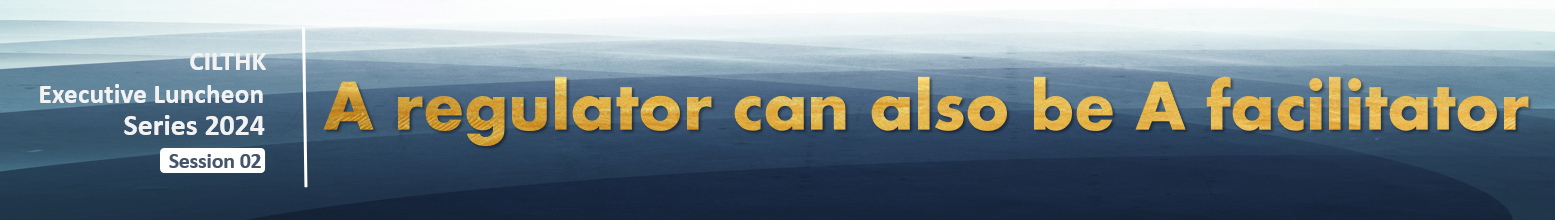 CILTHK
Executive Luncheon
Series 2024
Session 02
A regulator can also be A facilitator